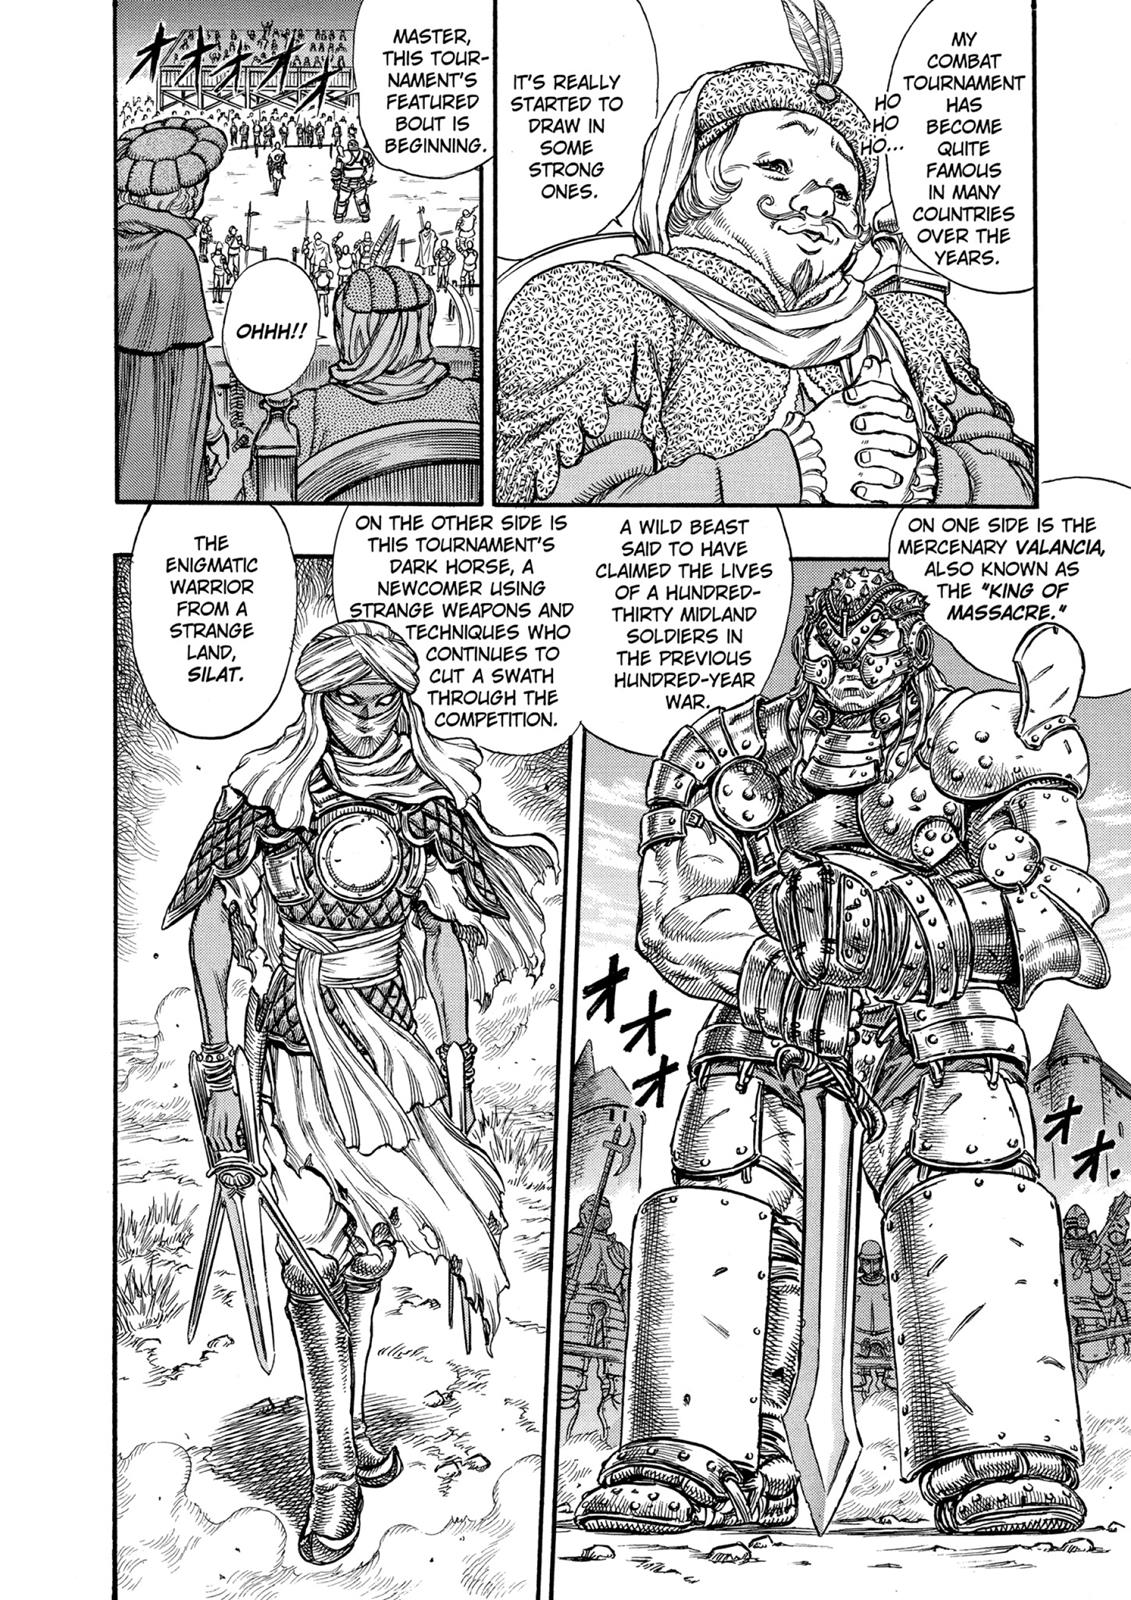 MY
COMBAT
TOURNAMENT
HAS
BECOME
QUITE
FAMOUS
IN MANY
COUNTRIES
OVER THE
YEARS.
HO
HO
HO...
IT'S REALLY
STARTED TO
DRAW IN
SOME
STRONG
ONES.
MASTER,
THIS TOUR-
NAMENT'S
FEATURED
BOUT IS
BEGINNING.
オオオオオ
OHHH!!
ON ONE SIDE IS THE
MERCENARY VALANCIA,
ALSO KNOWN AS
THE "KING OF
MASSACRE."
A WILD BEAST
SAID TO HAVE
CLAIMED THE LIVES
OF A HUNDRED-
THIRTY MIDLAND
SOLDIERS IN
THE PREVIOUS
HUNDRED-YEAR
WAR.
オオオ
オオ.
ON THE OTHER SIDE IS
THIS TOURNAMENT'S
DARK HORSE, A
NEWCOMER USING
STRANGE WEAPONS AND
TECHNIQUES WHO
CONTINUES TO
CUT A SWATH
THROUGH THE
COMPETITION.
THE
ENIGMATIC
WARRIOR
FROM A
STRANGE
LAND,
SILAT.